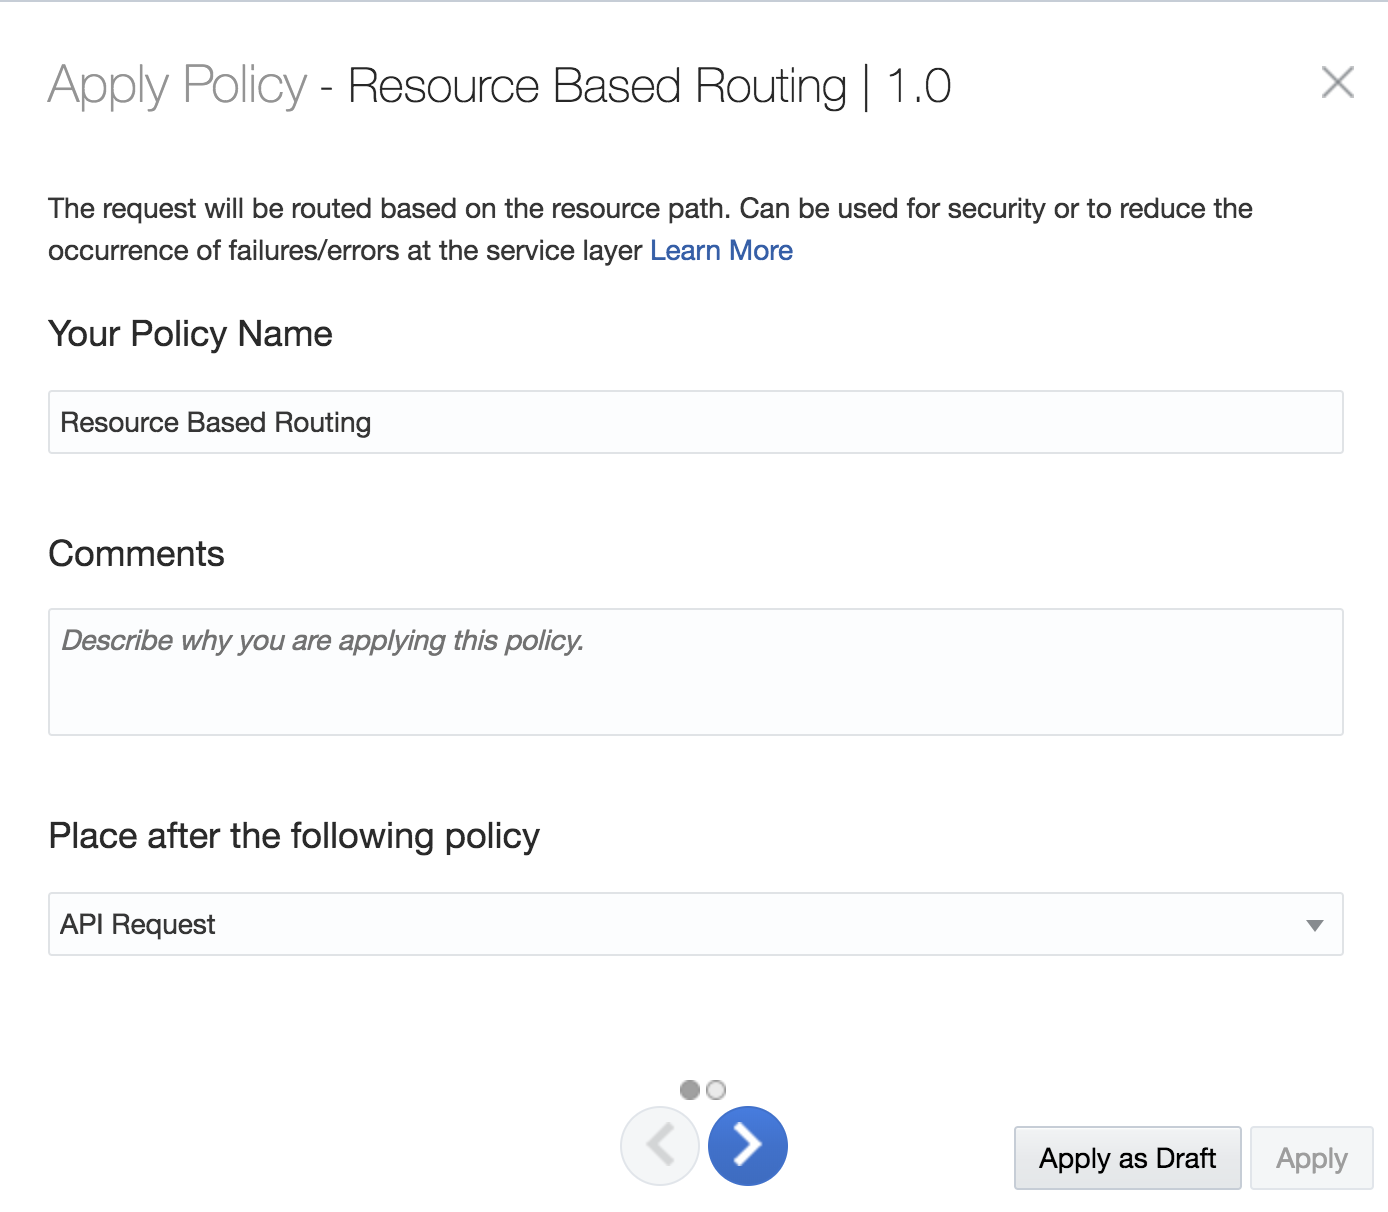 Apply Policy - Resource Based Routing | 1.0
The request will be routed based on the resource path. Can be used for security or to reduce the
occurrence of failures/errors at the service layer Learn More
Your Policy Name
Resource Based Routing
Comments
Describe why you are applying this policy.
Place after the following policy
API Request
Apply as Draft
Apply